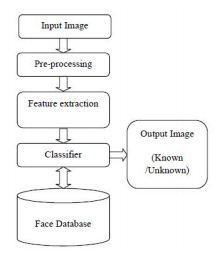 Input Image
Pre-processing
Feature extraction
Classifier
Output Image
(Known
/Unknown)
Face Database